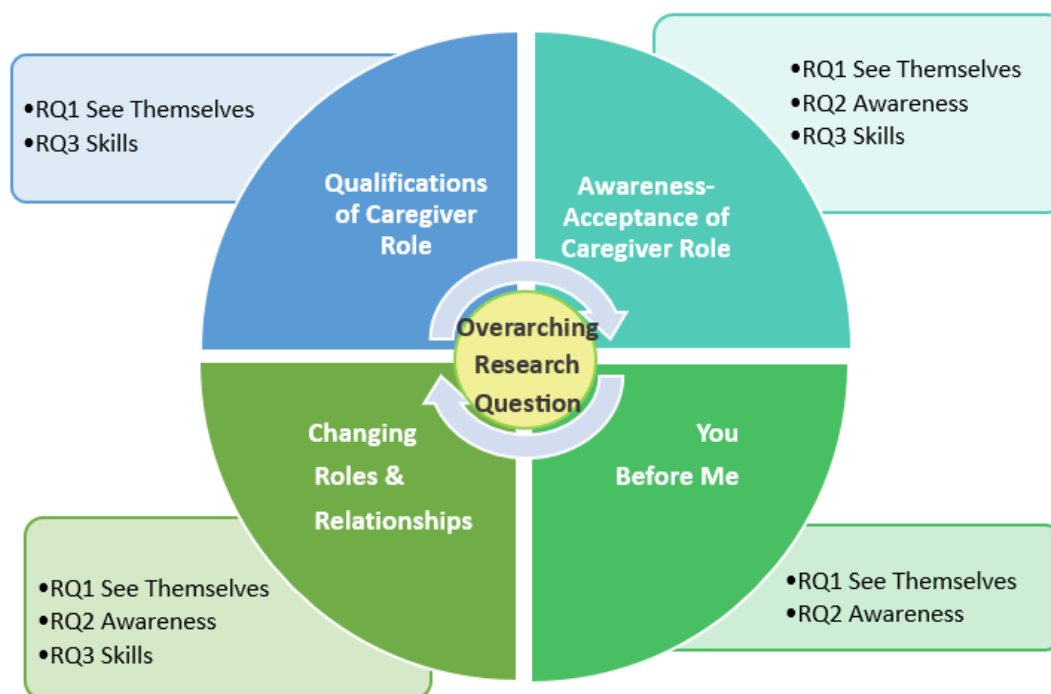 •RQ1 See Themselves
•RQ3 Skills
Qualifications
of Caregiver
Role
•RQ1 See Themselves
•RQ2 Awareness
•RQ3 Skills
Awareness-
Acceptance of
Caregiver Role
Overarching
Research
Question
Changing
Roles &
Relationships
•RQ1 See Themselves
•RQ2 Awareness
•RQ3 Skills
You
Before Me
•RQ1 See Themselves
•RQ2 Awareness